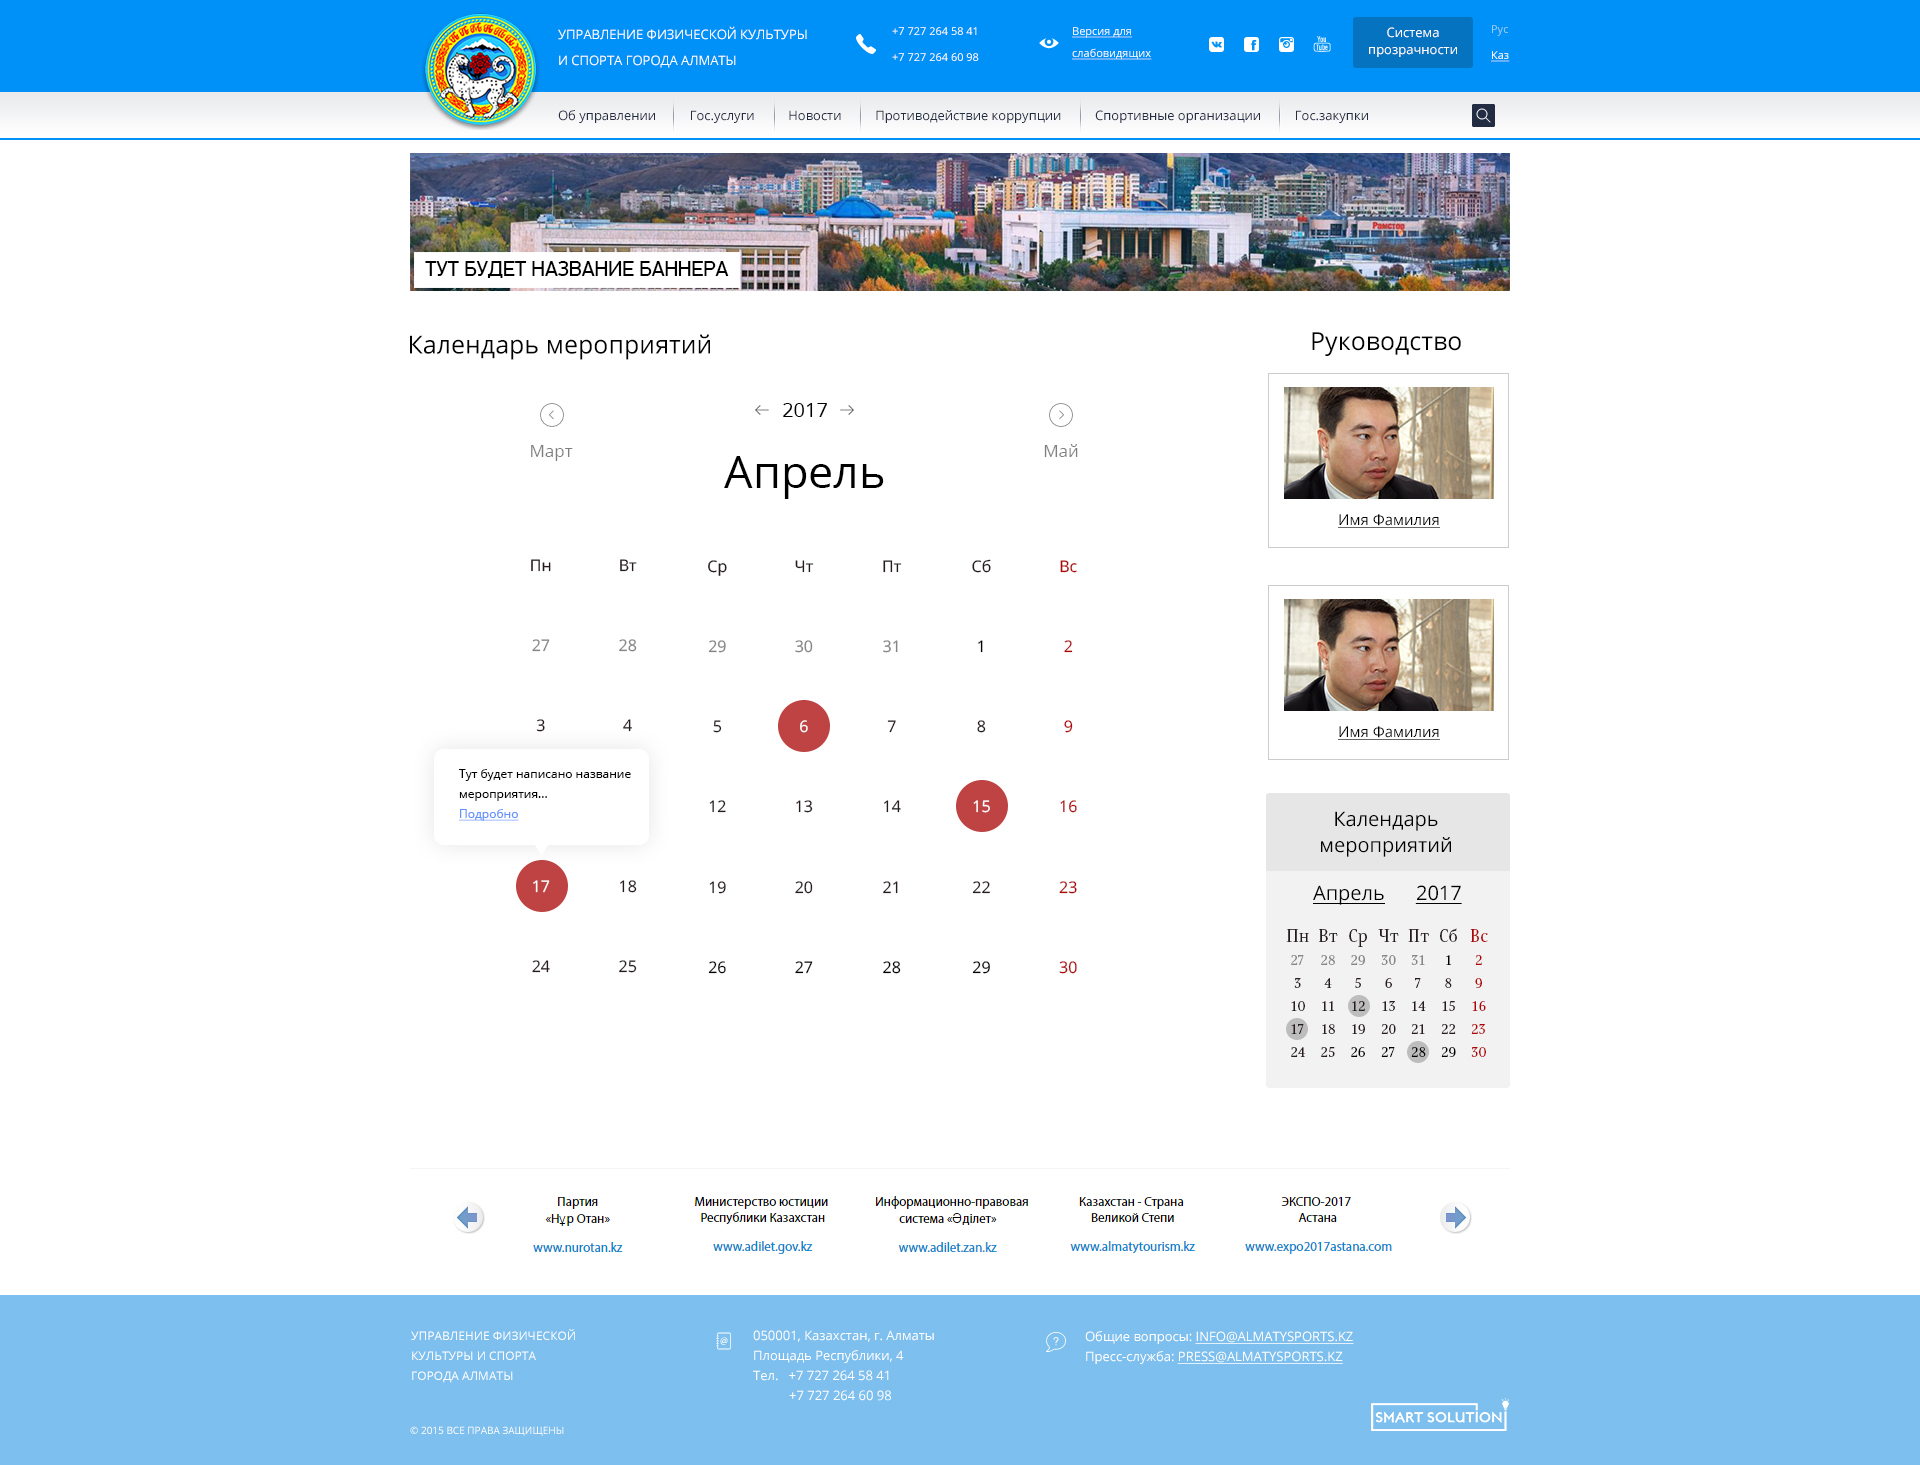 УПРАВЛЕНИЕ ФИЗИЧЕСКОЙ КУЛЬТУРЫ
И СПОРТА ГОРОДА АЛМАТЫ
+7 727 264 58 41
+7 727 264 60 98
Версия для
слабовидящих
You
Tube
Система
прозрачности
Рус
Каз
Об управлении
Гос.услуги
Новости
Противодействие коррупции
Спортивные организации
Гос.закупки
Рамстор
ТУТ БУДЕТ НАЗВАНИЕ БАННЕРА
Календарь мероприятий
Март
2017
Апрель
Май
Пн Вт Ср Чт Пт Сб Вс
27 28 29 30 31 1 2
3 4 5 6 7 8 9
12 13 14 15 16
Тут будет написано название
мероприятия...
Подробно
17 18 19 20 21 22 23
24 25 26 27 28 29 30
Руководство
Имя Фамилия
Имя Фамилия
Календарь
мероприятий
Апрель 2017
Пн Вт Ср Чт Пт Сб Вс
27 28 29 30 31 1 2
3 4 5 6 7 8 9
10 11 12 13 14 15 16
17 18 19 20 21 22 23
24 25 26 27 28 29 30
Партия
«Нұр Отан»
www.nurotan.kz
Министерство юстиции
Республики Казахстан
www.adilet.gov.kz
Информационно-правовая
система «Әділет»
www.adilet.zan.kz
Казахстан - Страна
Великой Степи
www.almatytourism.kz
ЭКСПО-2017
Астана
www.expo2017astana.com
УПРАВЛЕНИЕ ФИЗИЧЕСКОЙ
КУЛЬТУРЫ И СПОРТА
ГОРОДА АЛМАТЫ
© 2015 ВСЕ ПРАВА ЗАЩИЩЕНЫ
050001, Казахстан, г. Алматы
Площадь Республики, 4
Тел. +7 727 264 58 41
+7 727 264 60 98
Общие вопросы: INFO@ALMATYSPORTS.KZ
Пресс-служба: PRESS@ALMATYSPORTS.KZ
SMART SOLUTION